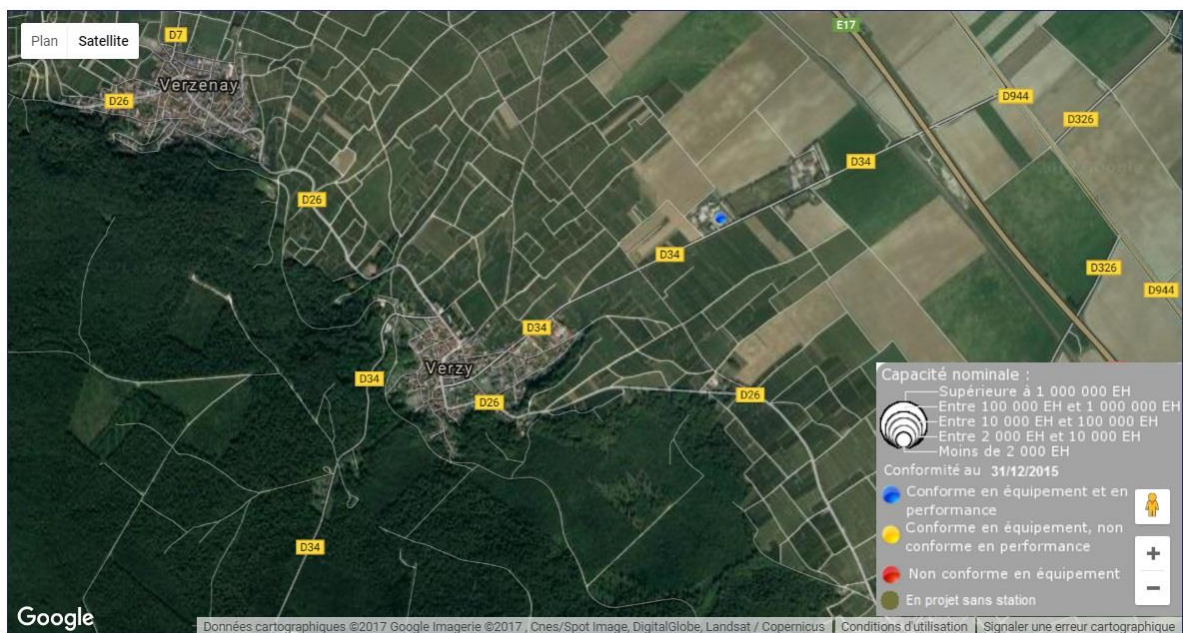 Plan Satellite
D7
E17
Verzenay
D26
D944
D326
D34
D26
D34
D326
D944
D34
Verzy
D34
D26
D26
D34
Capacité nominale :
Supérieure à 1 000 000 EH
Entre 100 000 EH et 1 000 000 EH
Entre 10 000 EH et 100 000 EH
Entre 2 000 EH et 10 000 EH
Moins de 2 000 EH
Conformité au 31/12/2015
Conforme en équipement et en
performance
Conforme en équipement, non
conforme en performance
Non conforme en équipement
En projet sans station
+
−
Google
Données cartographiques ©2017 Google Imagerie ©2017 , Cnes/Spot Image, DigitalGlobe, Landsat / Copernicus Conditions d'utilisation Signaler une erreur cartographique